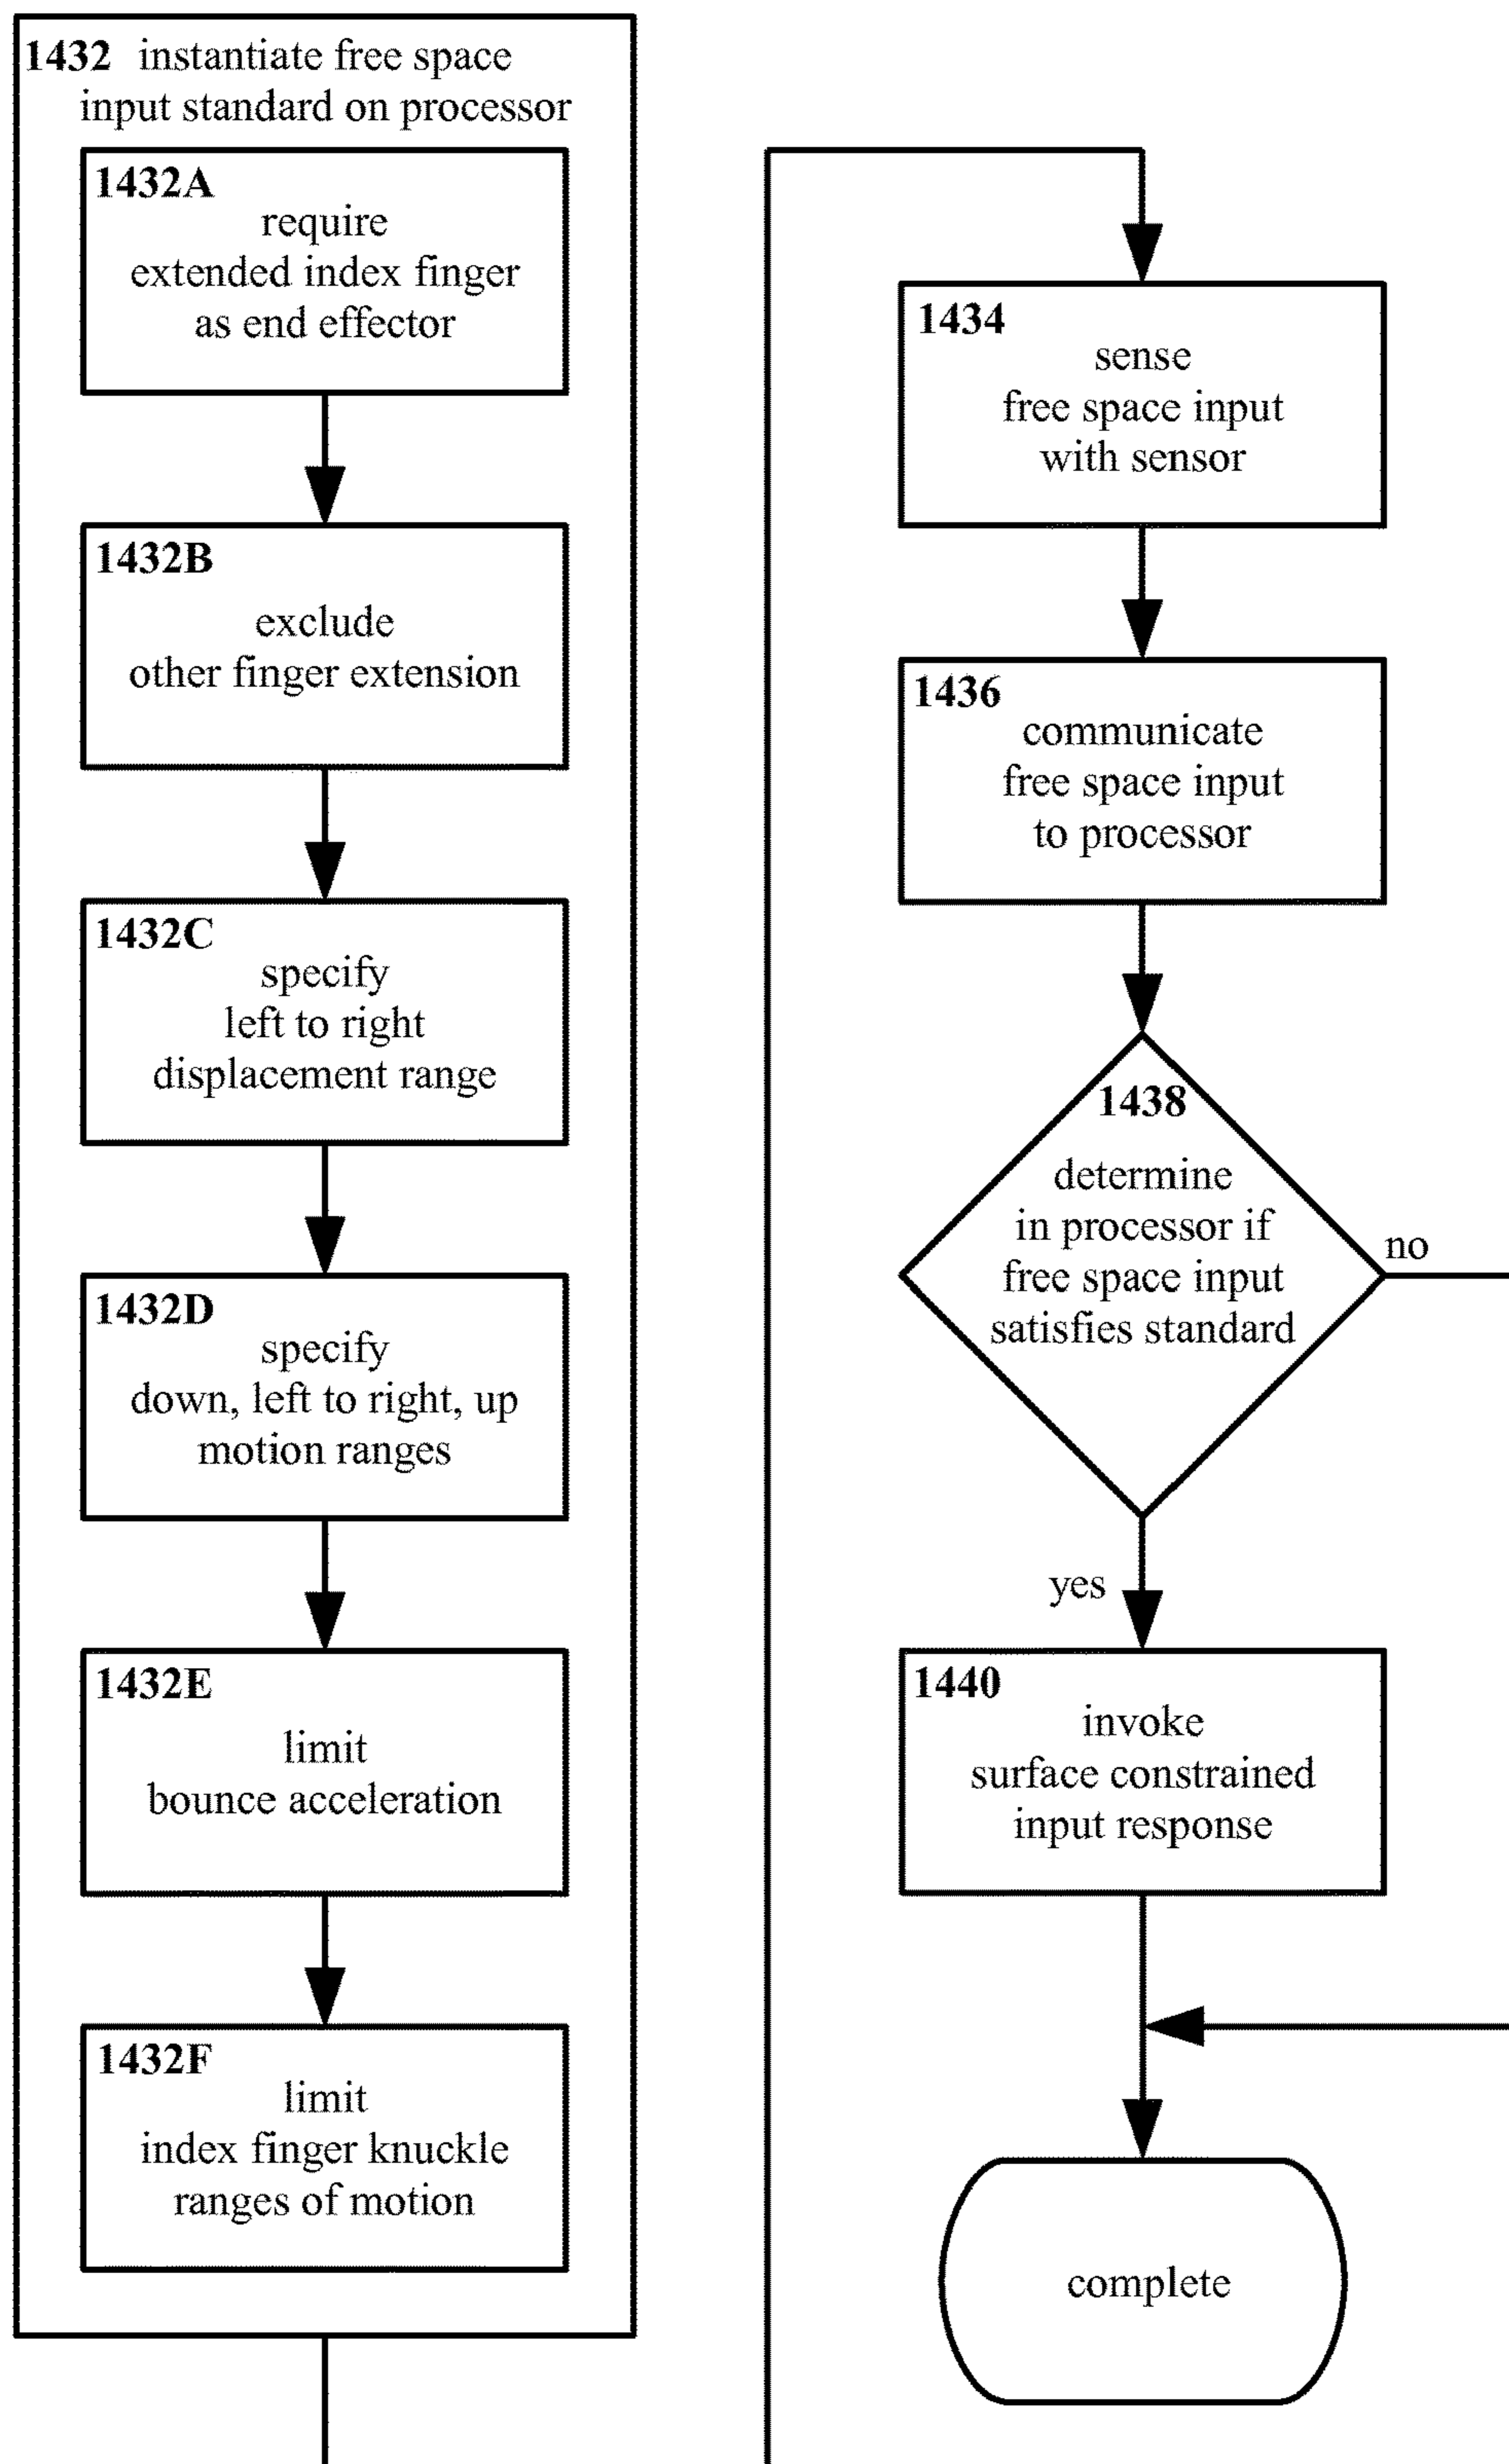 1432 instantiate free space
input standard on processor
1432A
require
extended index finger
as end effector
1432B
exclude
other finger extension
1432C
specify
left to right
displacement range
1432D
specify
down, left to right, up
motion ranges
1432E
limit
bounce acceleration
1432F
limit
index finger knuckle
ranges of motion
1434
sense
free space input
with sensor
1436
communicate
free space input
to processor
1438
determine
in processor if
free space input
satisfies standard
no
yes
1440
invoke
surface constrained
input response
complete